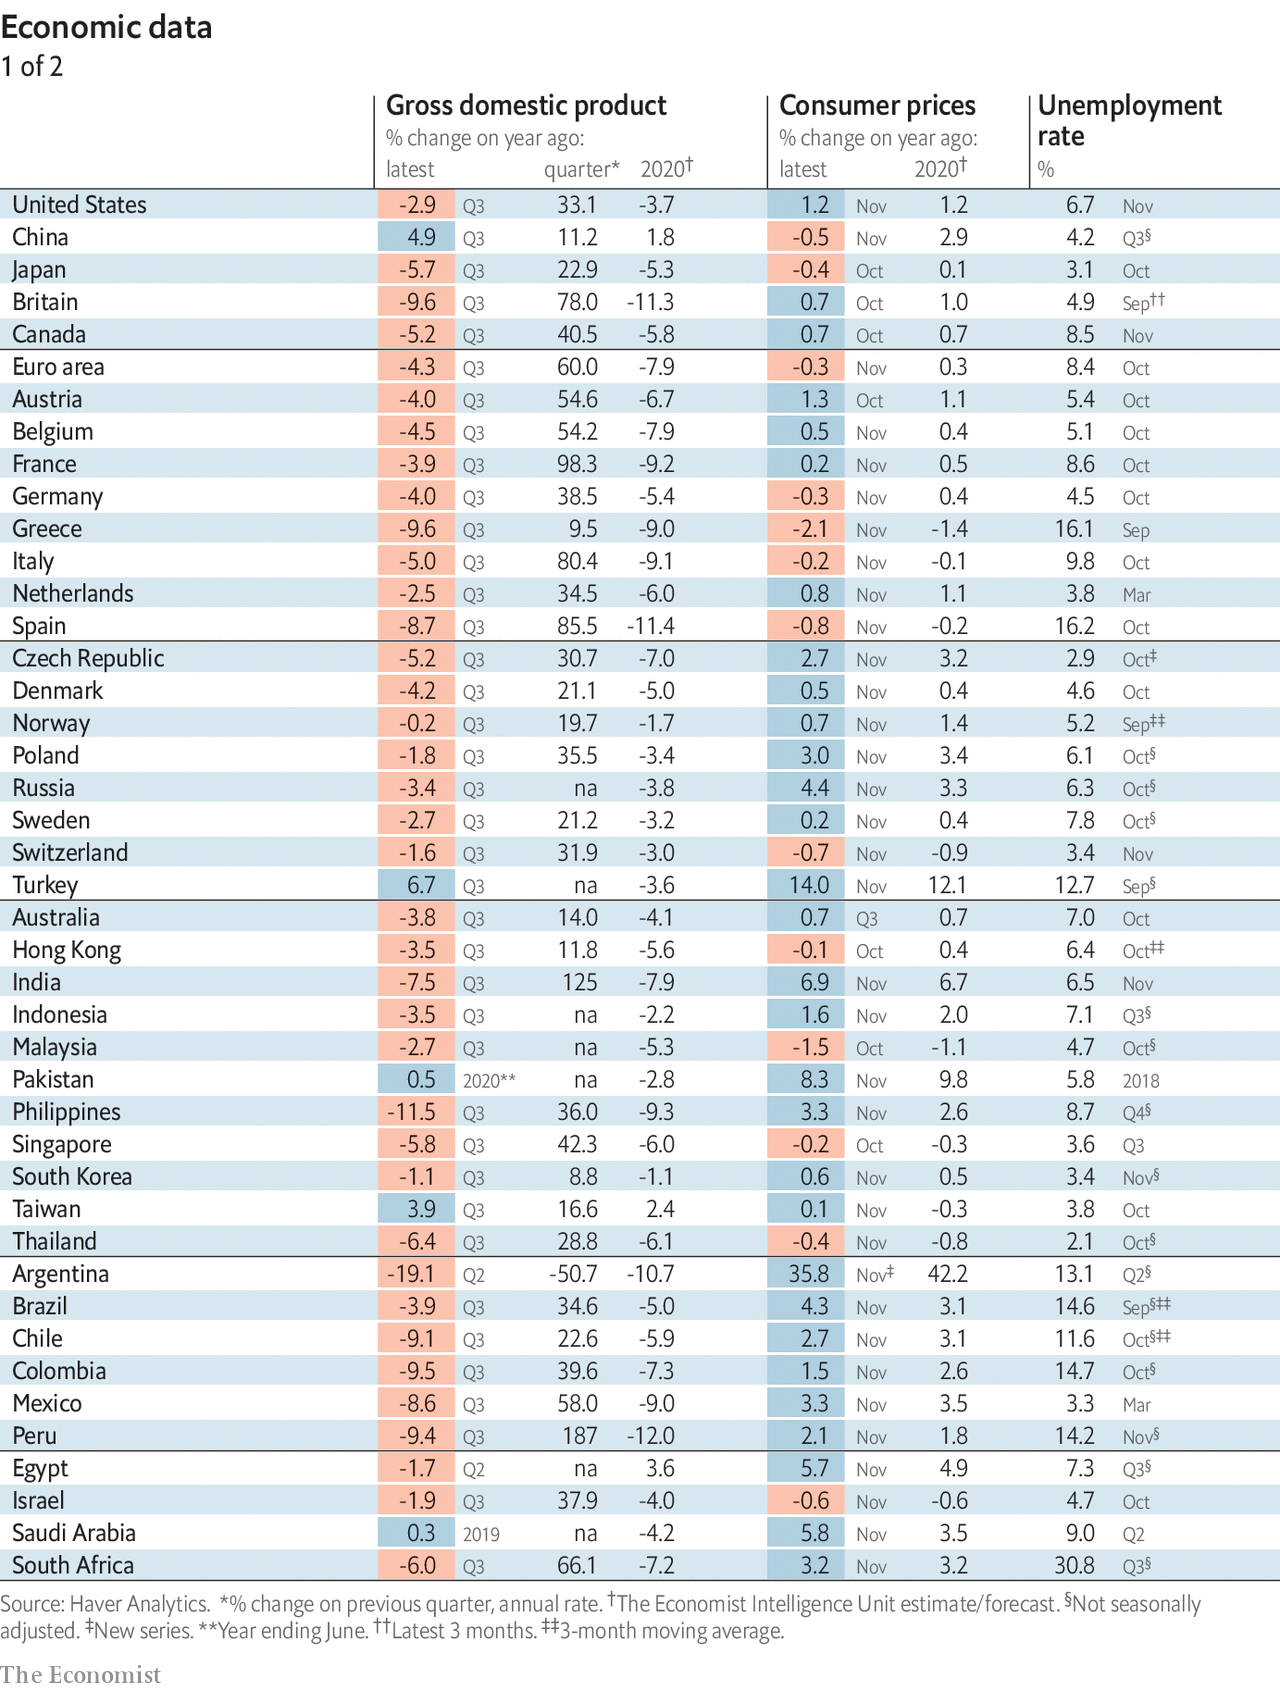 Economic data
1 of 2
Gross domestic product Consumer prices Unemployment
% change on year ago: % change on year ago: rate
latest quarter* 2020† latest 2020† %
United States -2.9 Q3 33.1 -3.7 1.2 Nov 1.2 6.7 Nov
China 4.9 Q3 11.2 1.8 -0.5 Nov 2.9 4.2 Q3§
Japan -5.7 Q3 22.9 -5.3 -0.4 Oct 0.1 3.1 Oct
Britain -9.6 Q3 78.0 -11.3 0.7 Oct 1.0 4.9 Sep††
Canada -5.2 Q3 40.5 -5.8 0.7 Oct 0.7 8.5 Nov
Euro area -4.3 Q3 60.0 -7.9 -0.3 Nov 0.3 8.4 Oct
Austria -4.0 Q3 54.6 -6.7 1.3 Oct 1.1 5.4 Oct
Belgium -4.5 Q3 54.2 -7.9 0.5 Nov 0.4 5.1 Oct
France -3.9 Q3 98.3 -9.2 0.2 Nov 0.5 8.6 Oct
Germany -4.0 Q3 38.5 -5.4 -0.3 Nov 0.4 4.5 Oct
Greece -9.6 Q3 9.5 -9.0 -2.1 Nov -1.4 16.1 Sep
Italy -5.0 Q3 80.4 -9.1 -0.2 Nov -0.1 9.8 Oct
Netherlands -2.5 Q3 34.5 -6.0 0.8 Nov 1.1 3.8 Mar
Spain -8.7 Q3 85.5 -11.4 -0.8 Nov -0.2 16.2 Oct
Czech Republic -5.2 Q3 30.7 -7.0 2.7 Nov 3.2 2.9 Oct‡
Denmark -4.2 Q3 21.1 -5.0 0.5 Nov 0.4 4.6 Oct
Norway -0.2 Q3 19.7 -1.7 0.7 Nov 1.4 5.2 Sep‡‡
Poland -1.8 Q3 35.5 -3.4 3.0 Nov 3.4 6.1 Oct§
Russia -3.4 Q3 na -3.8 4.4 Nov 3.3 6.3 Oct§
Sweden -2.7 Q3 21.2 -3.2 0.2 Nov 0.4 7.8 Oct§
Switzerland -1.6 Q3 31.9 -3.0 -0.7 Nov -0.9 3.4 Nov
Turkey 6.7 Q3 na -3.6 14.0 Nov 12.1 12.7 Sep§
Australia -3.8 Q3 14.0 -4.1 0.7 Q3 0.7 7.0 Oct
Hong Kong -3.5 Q3 11.8 -5.6 -0.1 Oct 0.4 6.4 Oct‡‡
India -7.5 Q3 125 -7.9 6.9 Nov 6.7 6.5 Nov
Indonesia -3.5 Q3 na -2.2 1.6 Nov 2.0 7.1 Q3§
Malaysia -2.7 Q3 na -5.3 -1.5 Oct -1.1 4.7 Oct§
Pakistan 0.5 2020** na -2.8 8.3 Nov 9.8 5.8 2018
Philippines -11.5 Q3 36.0 -9.3 3.3 Nov 2.6 8.7 Q4§
Singapore -5.8 Q3 42.3 -6.0 -0.2 Oct -0.3 3.6 Q3
South Korea -1.1 Q3 8.8 -1.1 0.6 Nov 0.5 3.4 Nov§
Taiwan 3.9 Q3 16.6 2.4 0.1 Nov -0.3 3.8 Oct
Thailand -6.4 Q3 28.8 -6.1 -0.4 Nov -0.8 2.1 Oct§
Argentina -19.1 Q2 -50.7 -10.7 35.8 Nov‡ 42.2 13.1 Q2§
Brazil -3.9 Q3 34.6 -5.0 4.3 Nov 3.1 14.6 Sep§‡‡
Chile -9.1 Q3 22.6 -5.9 2.7 Nov 3.1 11.6 Oct§‡‡
Colombia -9.5 Q3 39.6 -7.3 1.5 Nov 2.6 14.7 Oct§
Mexico -8.6 Q3 58.0 -9.0 3.3 Nov 3.5 3.3 Mar
Peru -9.4 Q3 187 -12.0 2.1 Nov 1.8 14.2 Nov§
Egypt -1.7 Q2 na 3.6 5.7 Nov 4.9 7.3 Q3§
Israel -1.9 Q3 37.9 -4.0 -0.6 Nov -0.6 4.7 Oct
Saudi Arabia 0.3 2019 na -4.2 5.8 Nov 3.5 9.0 Q2
South Africa -6.0 Q3 66.1 -7.2 3.2 Nov 3.2 30.8 Q3§
Source: Haver Analytics. *% change on previous quarter, annual rate. †The Economist Intelligence Unit estimate/forecast. §Not seasonally
adjusted. ‡New series. **Year ending June. ††Latest 3 months. ‡‡3-month moving average.
The Economist